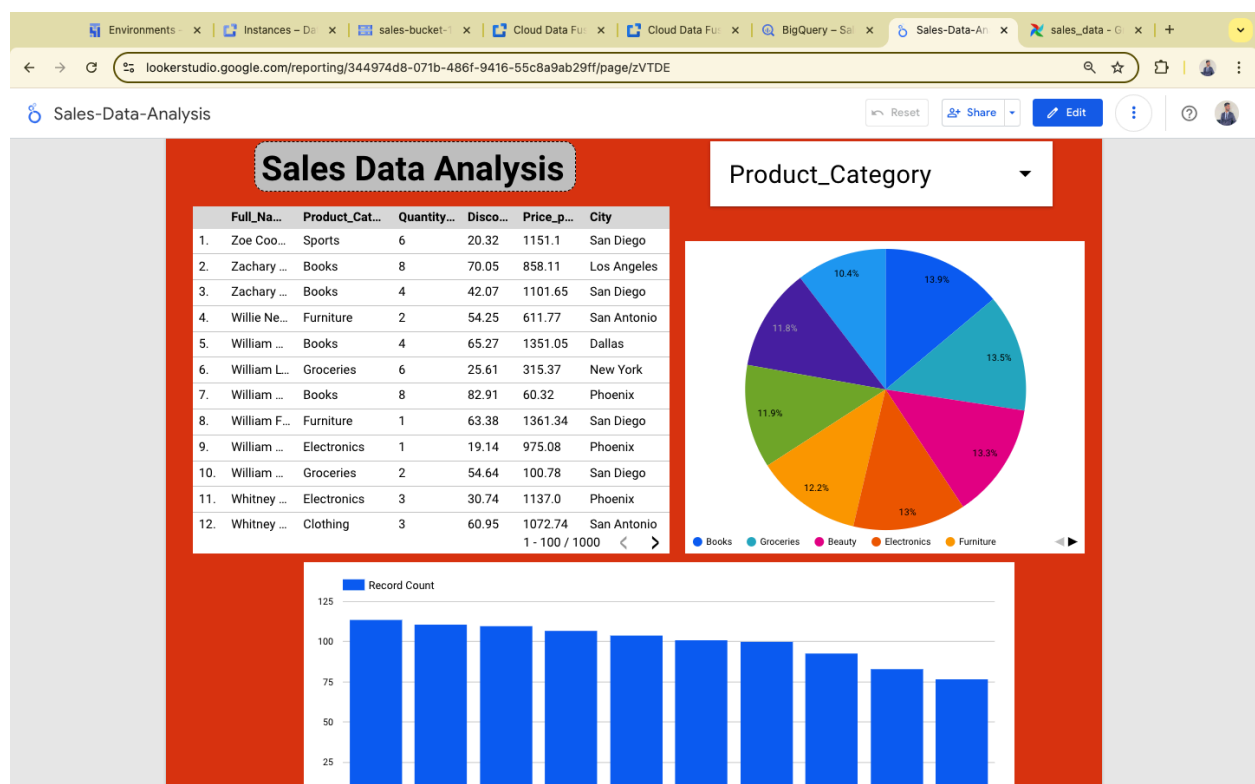 Environments -
Instances – Da
sales-bucket-1
Cloud Data Fu
Cloud Data Fu
BigQuery – Sa
Sales-Data-An
sales_data - G
lookerstudio.google.com/reporting/344974d8-071b-486f-9416-55c8a9ab29ff/page/zVTDE
Sales-Data-Analysis
Reset
Share
Edit
Sales Data Analysis
Product_Category
Full_Na... Product_Cat... Quantity... Disco... Price_p... City
1. Zoe Coo... Sports 6 20.32 1151.1 San Diego
2. Zachary ... Books 8 70.05 858.11 Los Angeles
3. Zachary ... Books 4 42.07 1101.65 San Diego
4. Willie Ne... Furniture 2 54.25 611.77 San Antonio
5. William ... Books 4 65.27 1351.05 Dallas
6. William L... Groceries 6 25.61 315.37 New York
7. William ... Books 8 82.91 60.32 Phoenix
8. William F... Furniture 1 63.38 1361.34 San Diego
9. William ... Electronics 1 19.14 975.08 Phoenix
10. William ... Groceries 2 54.64 100.78 San Diego
11. Whitney ... Electronics 3 30.74 1137.0 Phoenix
12. Whitney ... Clothing 3 60.95 1072.74 San Antonio
1 - 100 / 1000
10.4%
13.9%
11.8%
13.5%
11.9%
13.3%
12.2%
13%
Books Groceries Beauty Electronics Furniture
Record Count
125
100
75
50
25